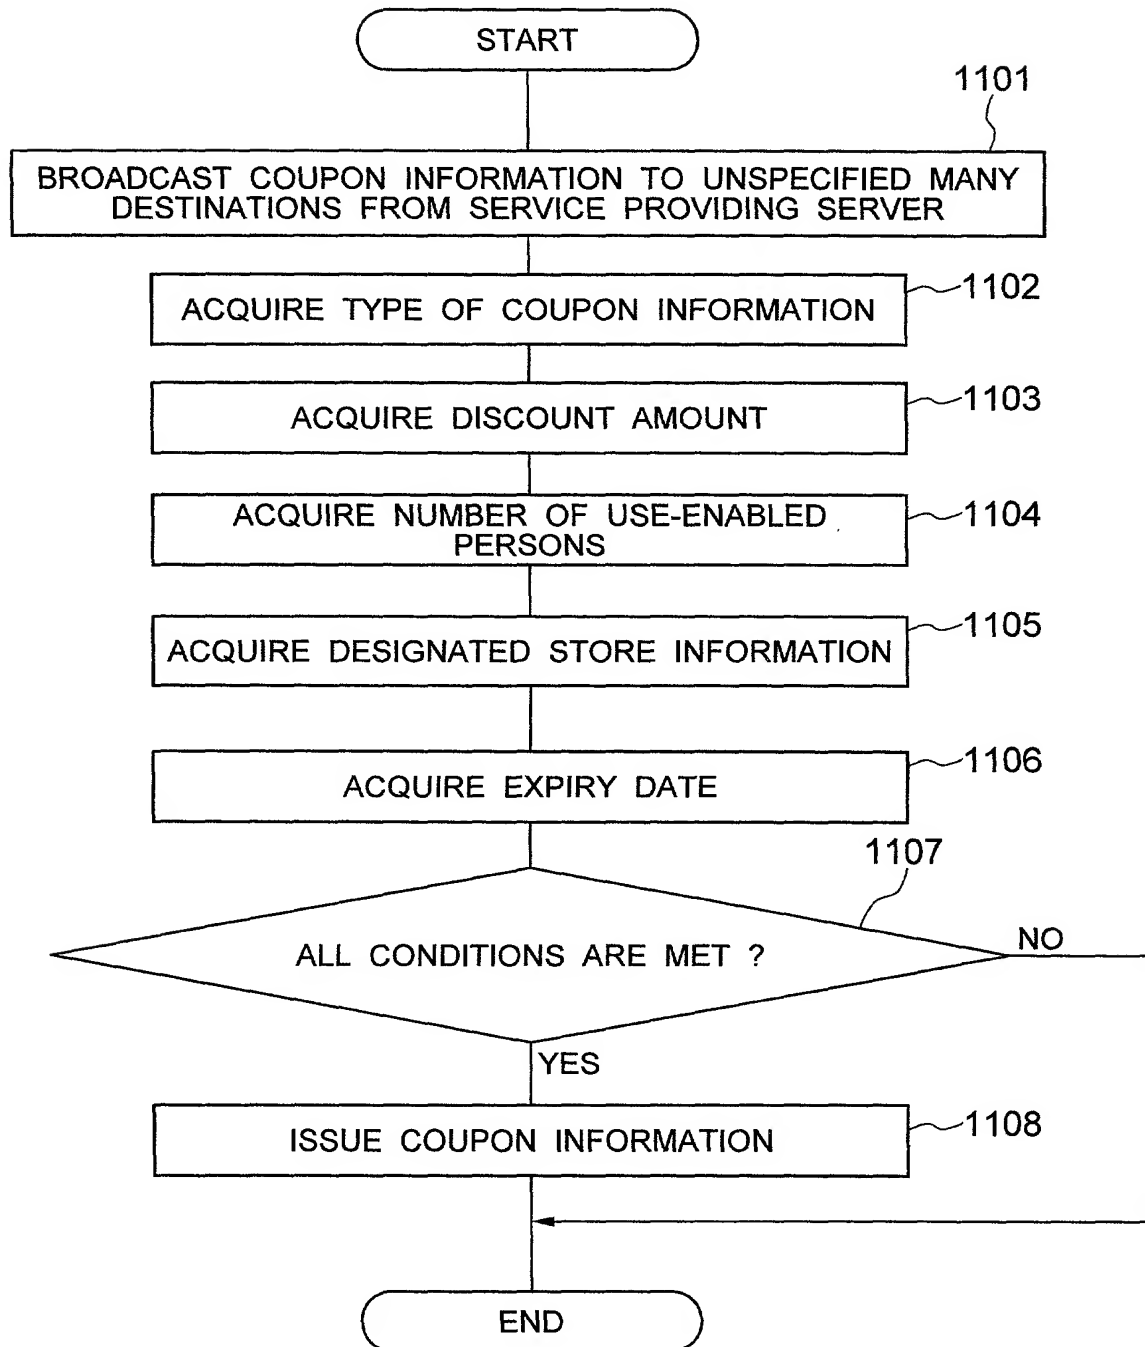 START
1101
BROADCAST COUPON INFORMATION TO UNSPECIFIED MANY
DESTINATIONS FROM SERVICE PROVIDING SERVER
1102
ACQUIRE TYPE OF COUPON INFORMATION
1103
ACQUIRE DISCOUNT AMOUNT
1104
ACQUIRE NUMBER OF USE-ENABLED
PERSONS
1105
ACQUIRE DESIGNATED STORE INFORMATION
1106
ACQUIRE EXPIRY DATE
1107
ALL CONDITIONS ARE MET ?
NO
YES
1108
ISSUE COUPON INFORMATION
END